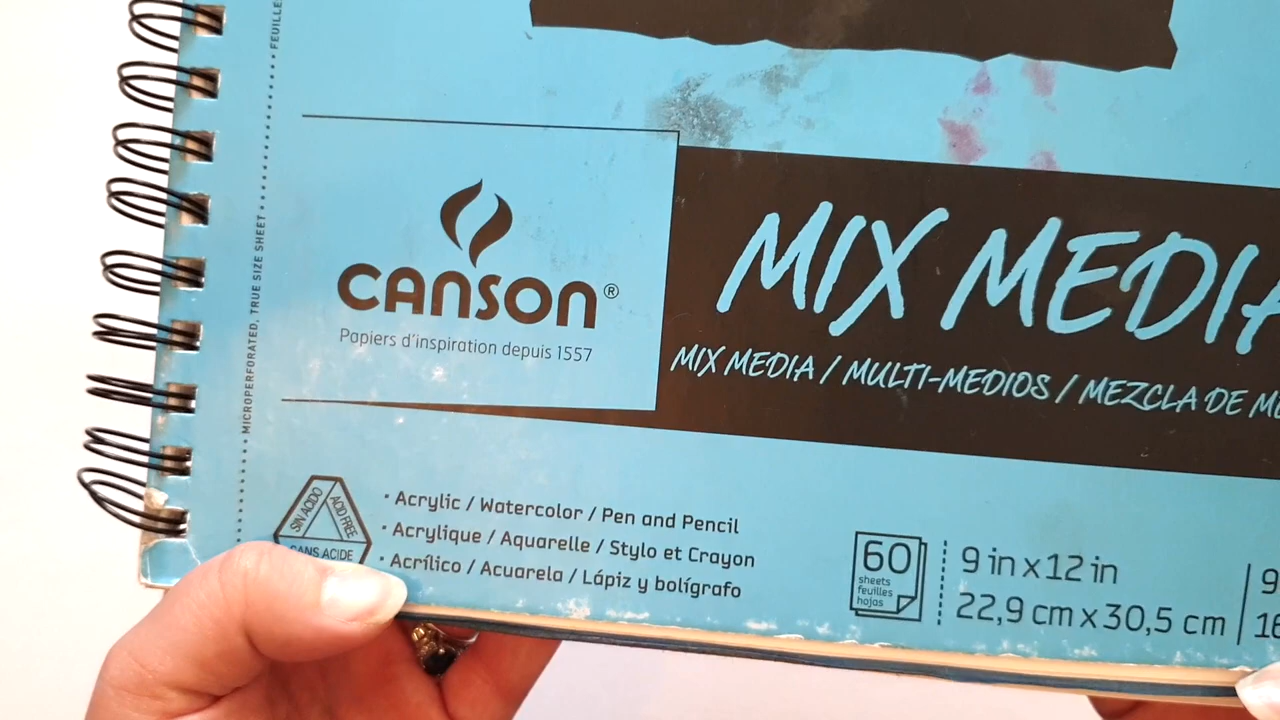 MICROPERFORATED, TRUE SIZE SHEET
CANSON®
Papiers d'inspiration depuis 1557
MIX MEDIA
MIX MEDIA / MULTI-MEDIOS / MEZCLA DE
SIN ACIDO
ACID FREE
SANS ACIDE
· Acrylic / Watercolor / Pen and Pencil
· Acrylique / Aquarelle / Stylo et Crayon
· Acrílico / Acuarela / Lápiz y bolígrafo
60
sheets
feuilles
hojas
9 in x 12 in
22,9 cm x 30,5 cm